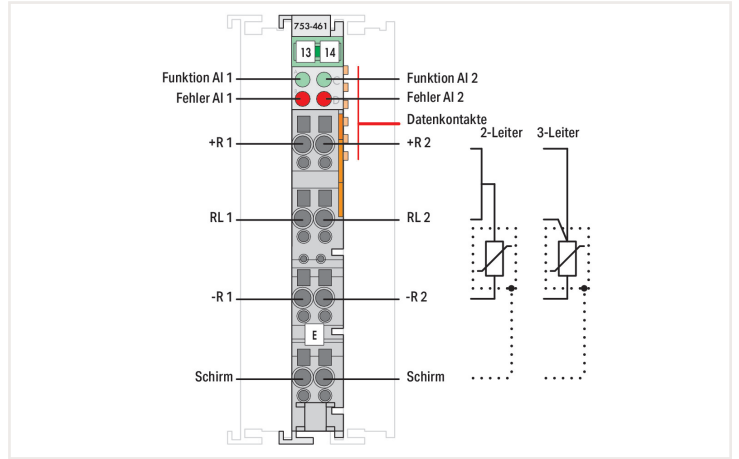 753-461
13 14
Funktion AI 1
Funktion AI 2
Fehler AI 1
Fehler AI 2
Datenkontakte
2-Leiter
3-Leiter
+R 1
+R 2
RL 1
RL 2
-R 1
-R 2
E
Schirm
Schirm